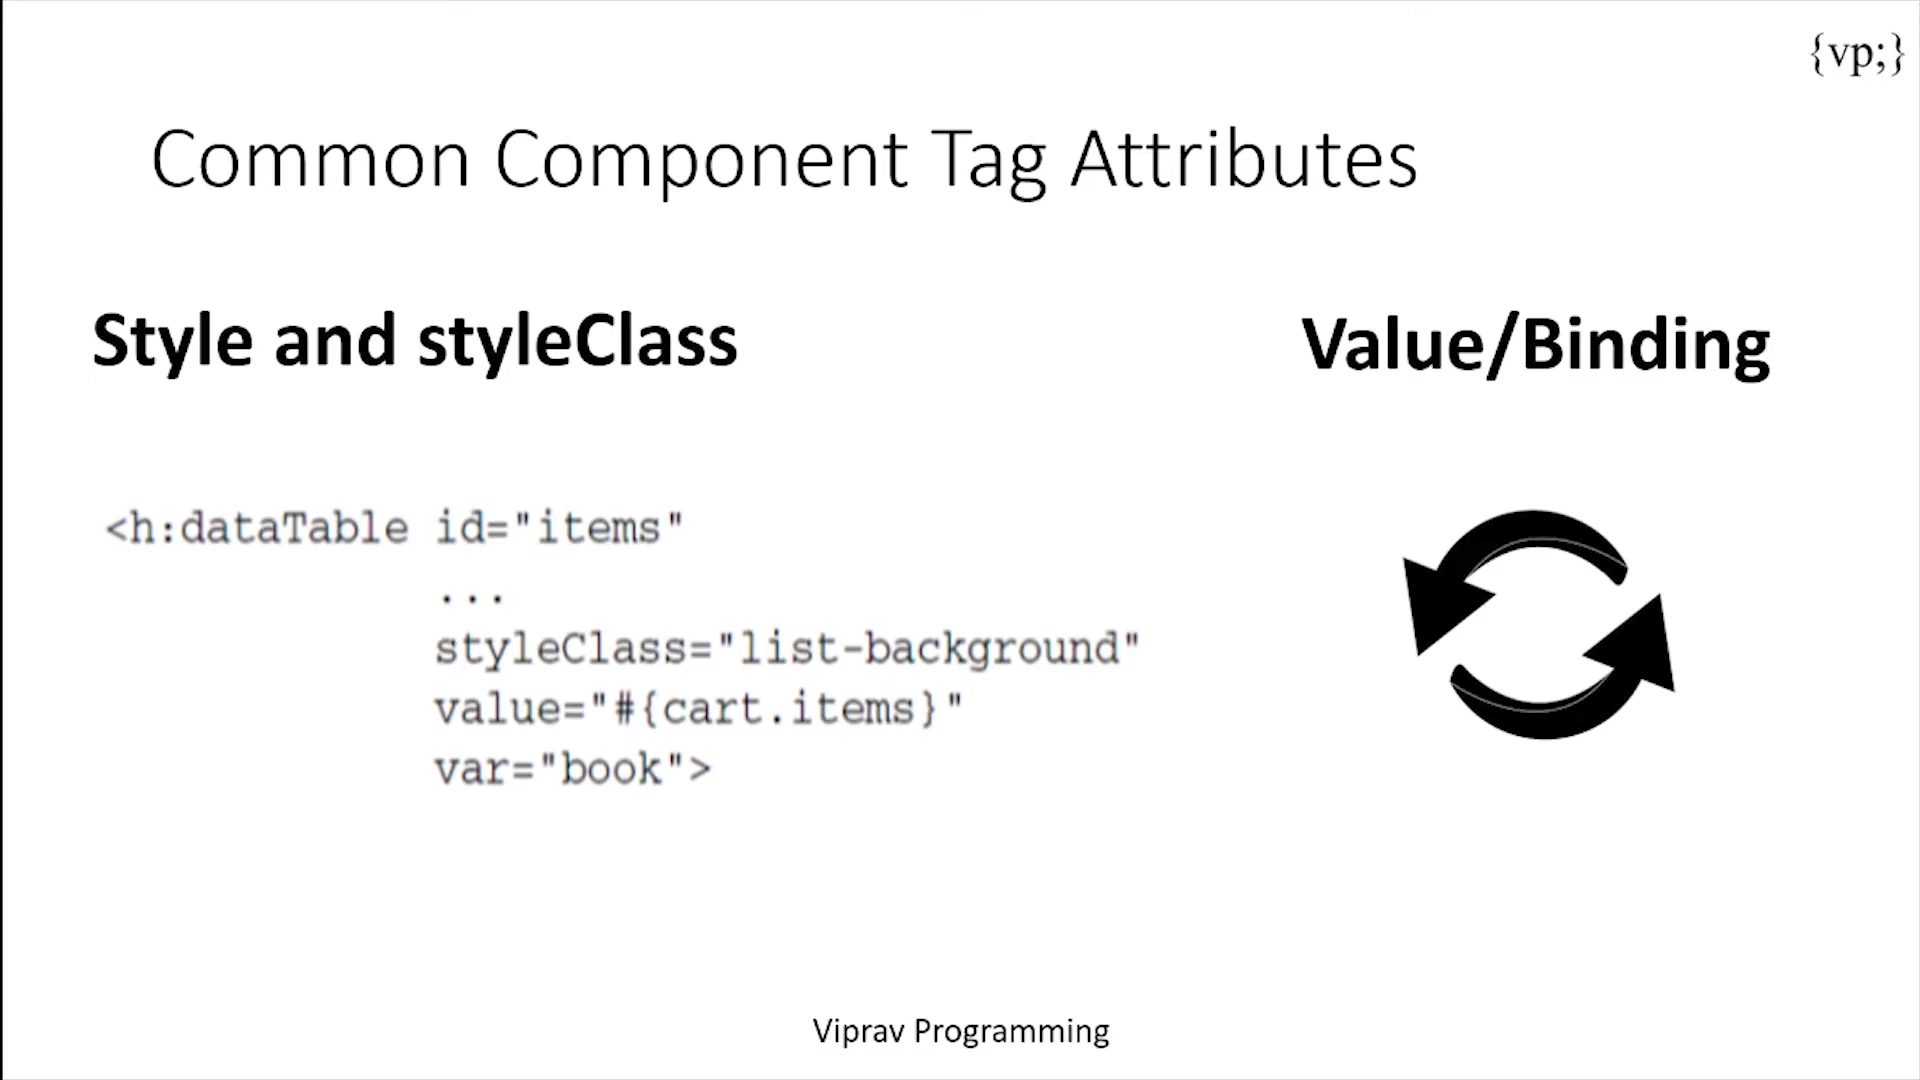 {vp;}
Common Component Tag Attributes
Style and styleClass
Value/Binding
<h:dataTable id="items"
...
styleClass="list-background"
value="#{cart.items}"
var="book">
Viprav Programming